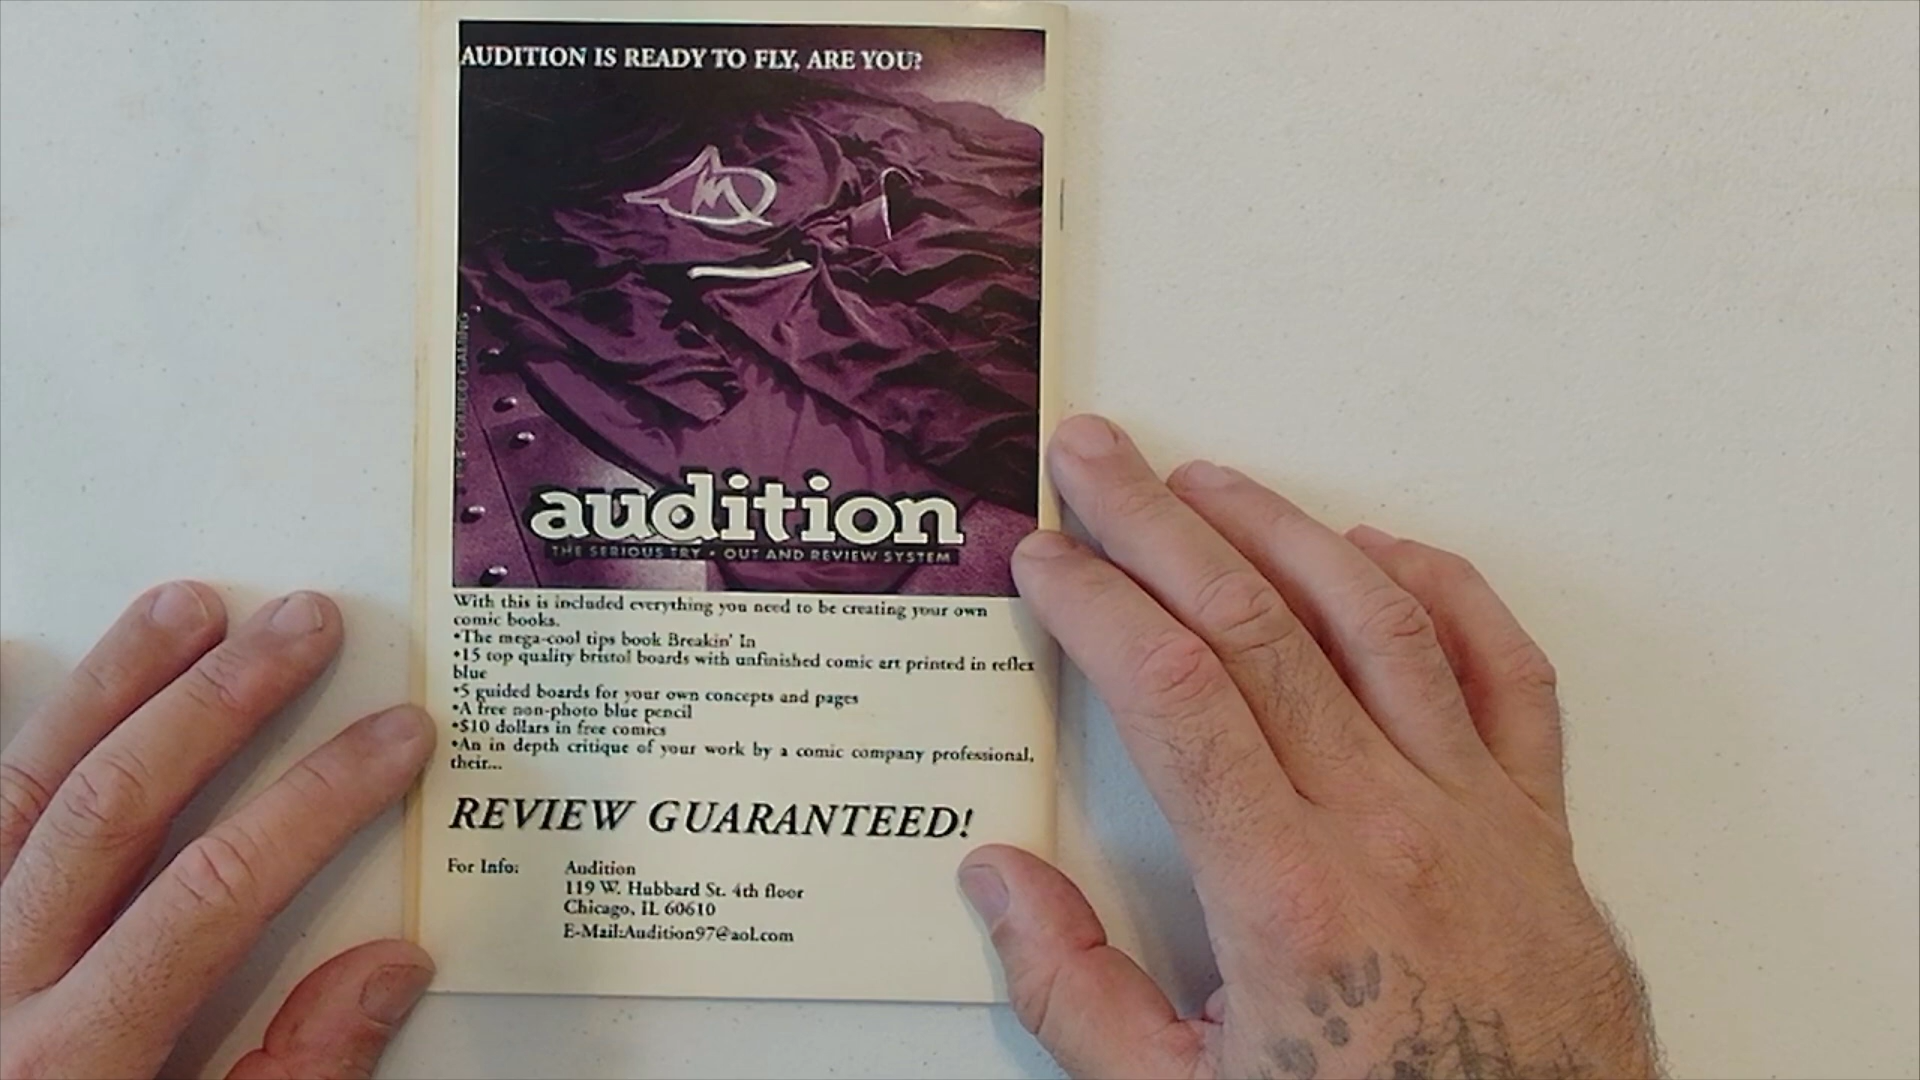 AUDITION IS READY TO FLY, ARE YOU?
COMICO GAMING
audition
THE SERIOUS TRY • OUT AND REVIEW SYSTEM
With this is included everything you need to be creating your own
comic books.
•The mega-cool tips book Breakin' In
•15 top quality bristol boards with unfinished comic art printed in reflex
blue
•5 guided boards for your own concepts and pages
•A free non-photo blue pencil
•$10 dollars in free comics
•An in depth critique of your work by a comic company professional,
their...
REVIEW GUARANTEED!
For Info: Audition
119 W. Hubbard St. 4th floor
Chicago, IL 60610
E-Mail:Audition97@aol.com